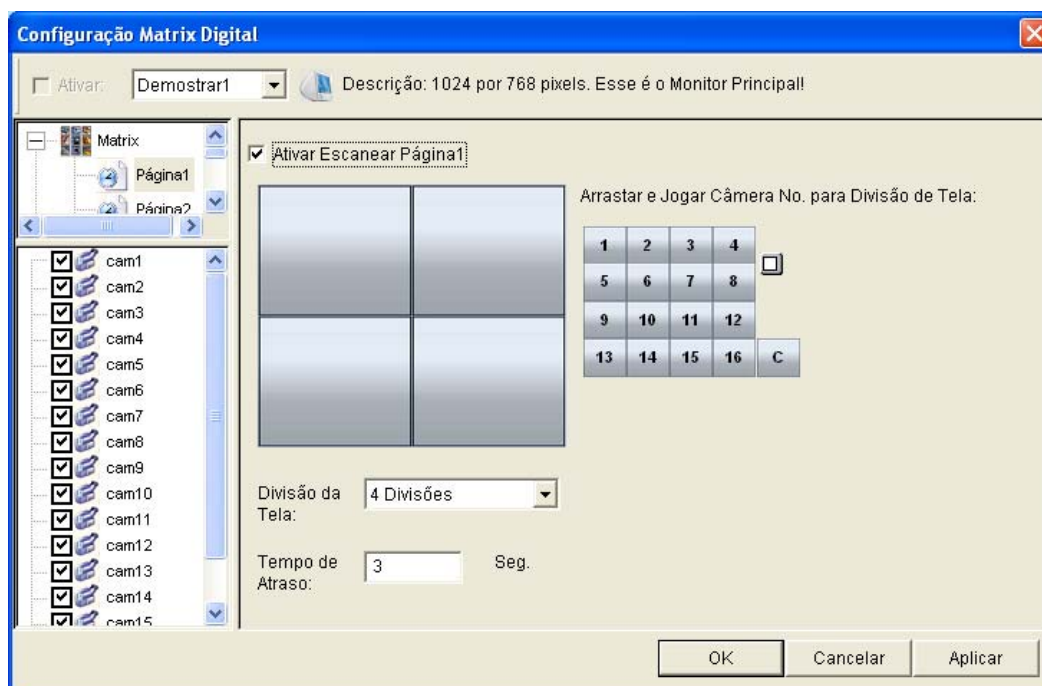 Configuração Matrix Digital
Ativar: Demostrar1 Descrição: 1024 por 768 pixels. Esse é o Monitor Principal!
Matrix
Página1
Página2
cam1
cam2
cam3
cam4
cam5
cam6
cam7
cam8
cam9
cam10
cam11
cam12
cam13
cam14
cam15
Ativar Escanear Página1
Arrastar e Jogar Câmera No. para Divisão de Tela:
1 2 3 4
5 6 7 8
9 10 11 12
13 14 15 16 C
Divisão da
Tela:
4 Divisões
Tempo de
Atraso:
3 Seg.
OK Cancelar Aplicar